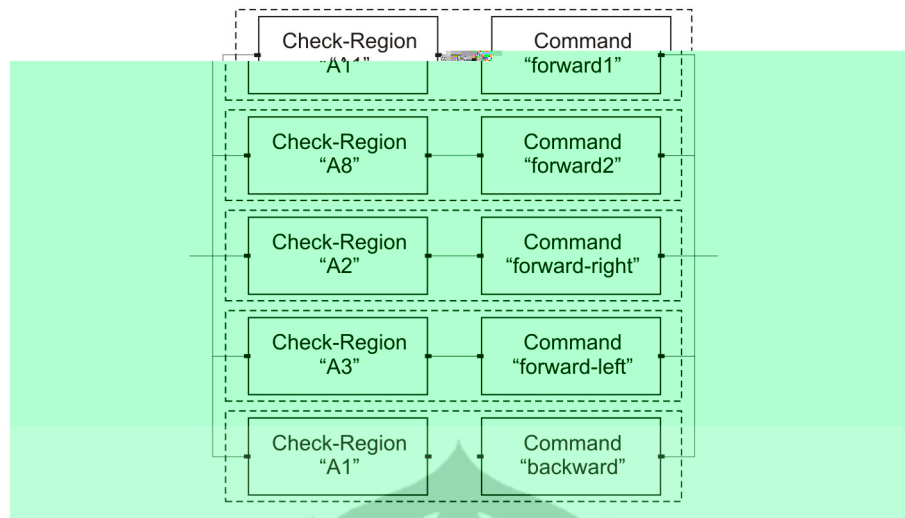 Check-Region Command
“A1” “forward1”
Check-Region Command
“A8” “forward2”
Check-Region Command
“A2” “forward-right”
Check-Region Command
“A3” “forward-left”
Check-Region Command
“A1” “backward”